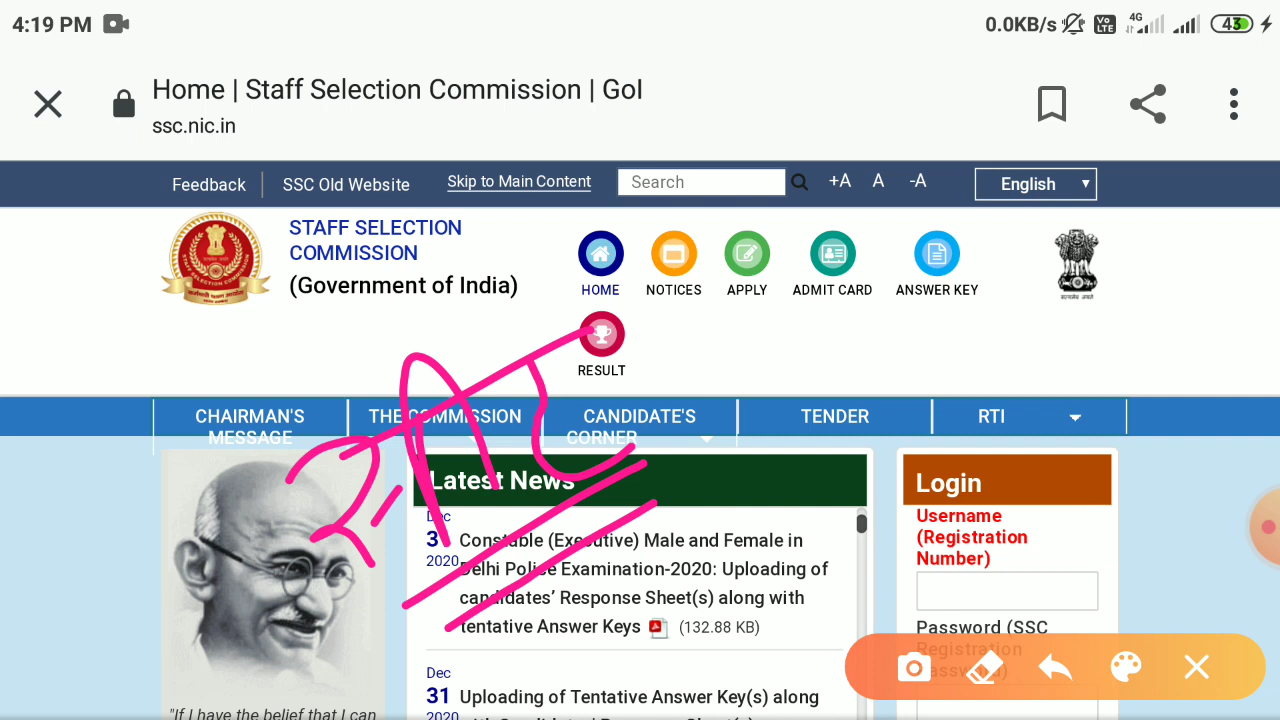 4:19 PM
0.0KB/s
Vo LTE
4G
43
Home | Staff Selection Commission | GoI
ssc.nic.in
Feedback
SSC Old Website
Skip to Main Content
Search
+A A -A
English
STAFF SELECTION
COMMISSION
(Government of India)
HOME
NOTICES
APPLY
ADMIT CARD
ANSWER KEY
RESULT
CHAIRMAN'S
MESSAGE
THE COMMISSION
CANDIDATE'S
CORNER
TENDER
RTI
"If I have the belief that I can
Latest News
Dec
31
2020
Constable (Executive) Male and Female in
Delhi Police Examination-2020: Uploading of
candidates’ Response Sheet(s) along with
tentative Answer Keys (132.88 KB)
Dec
31
2020
Uploading of Tentative Answer Key(s) along
Login
Username
(Registration
Number)
Password (SSC
Registration
Password)